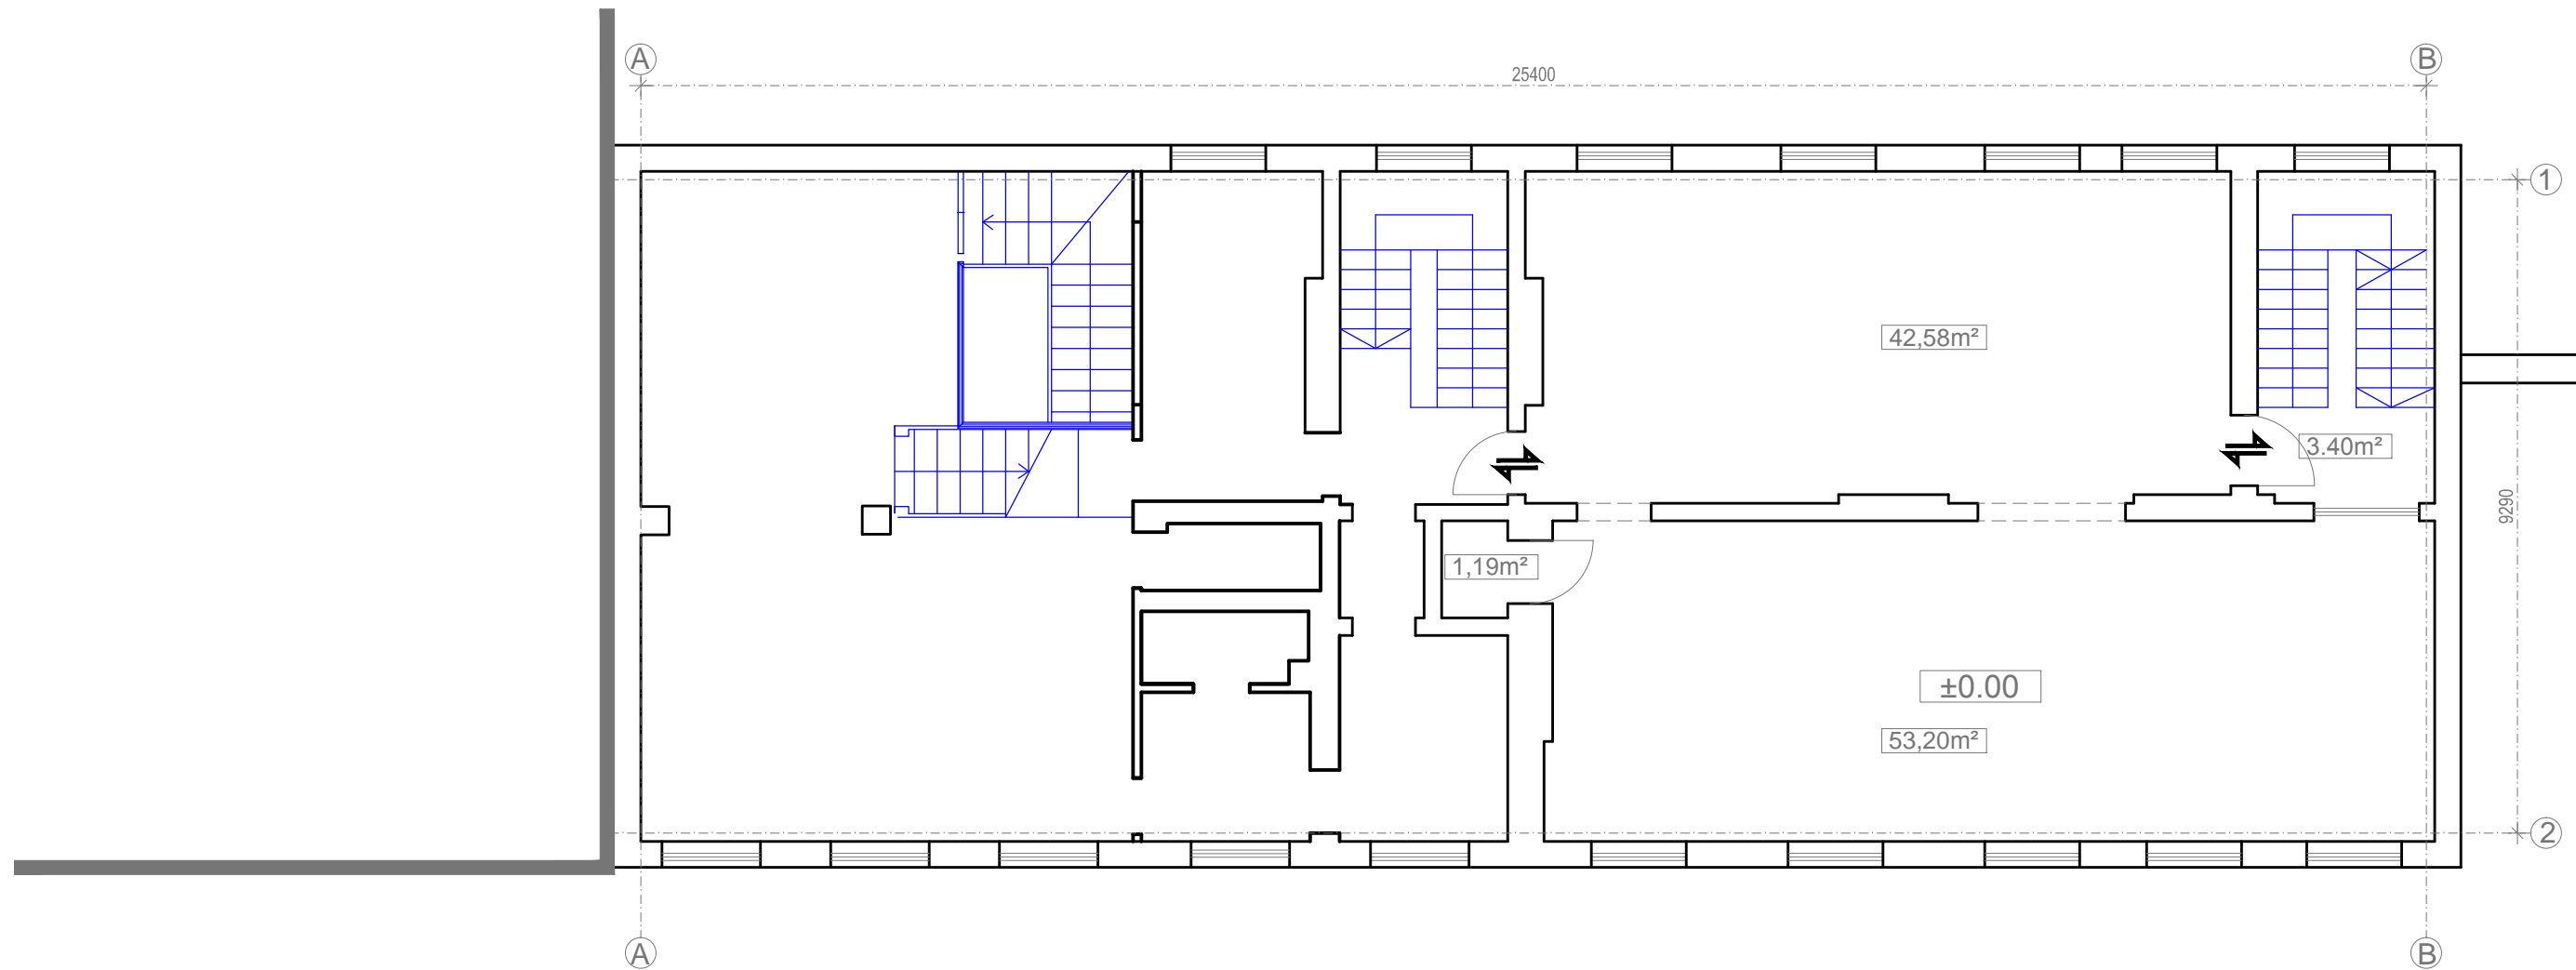 A
25400
B
1
42,58m²
3.40m²
9290
1,19m²
±0.00
53,20m²
2
A
B